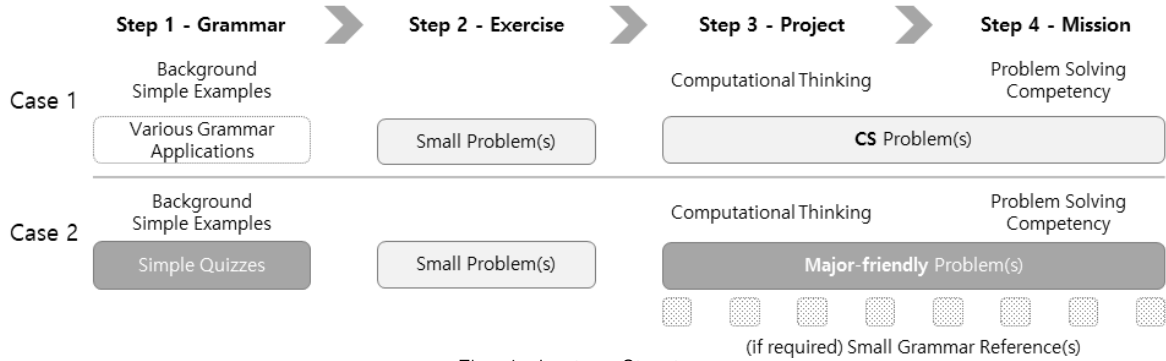 Step 1 - Grammar
Step 2 - Exercise
Step 3 - Project
Step 4 - Mission
Case 1
Background
Simple Examples
Computational Thinking
Problem Solving
Competency
Various Grammar
Applications
Small Problem(s)
CS Problem(s)
Case 2
Background
Simple Examples
Computational Thinking
Problem Solving
Competency
Simple Quizzes
Small Problem(s)
Major-friendly Problem(s)
(if required) Small Grammar Reference(s)